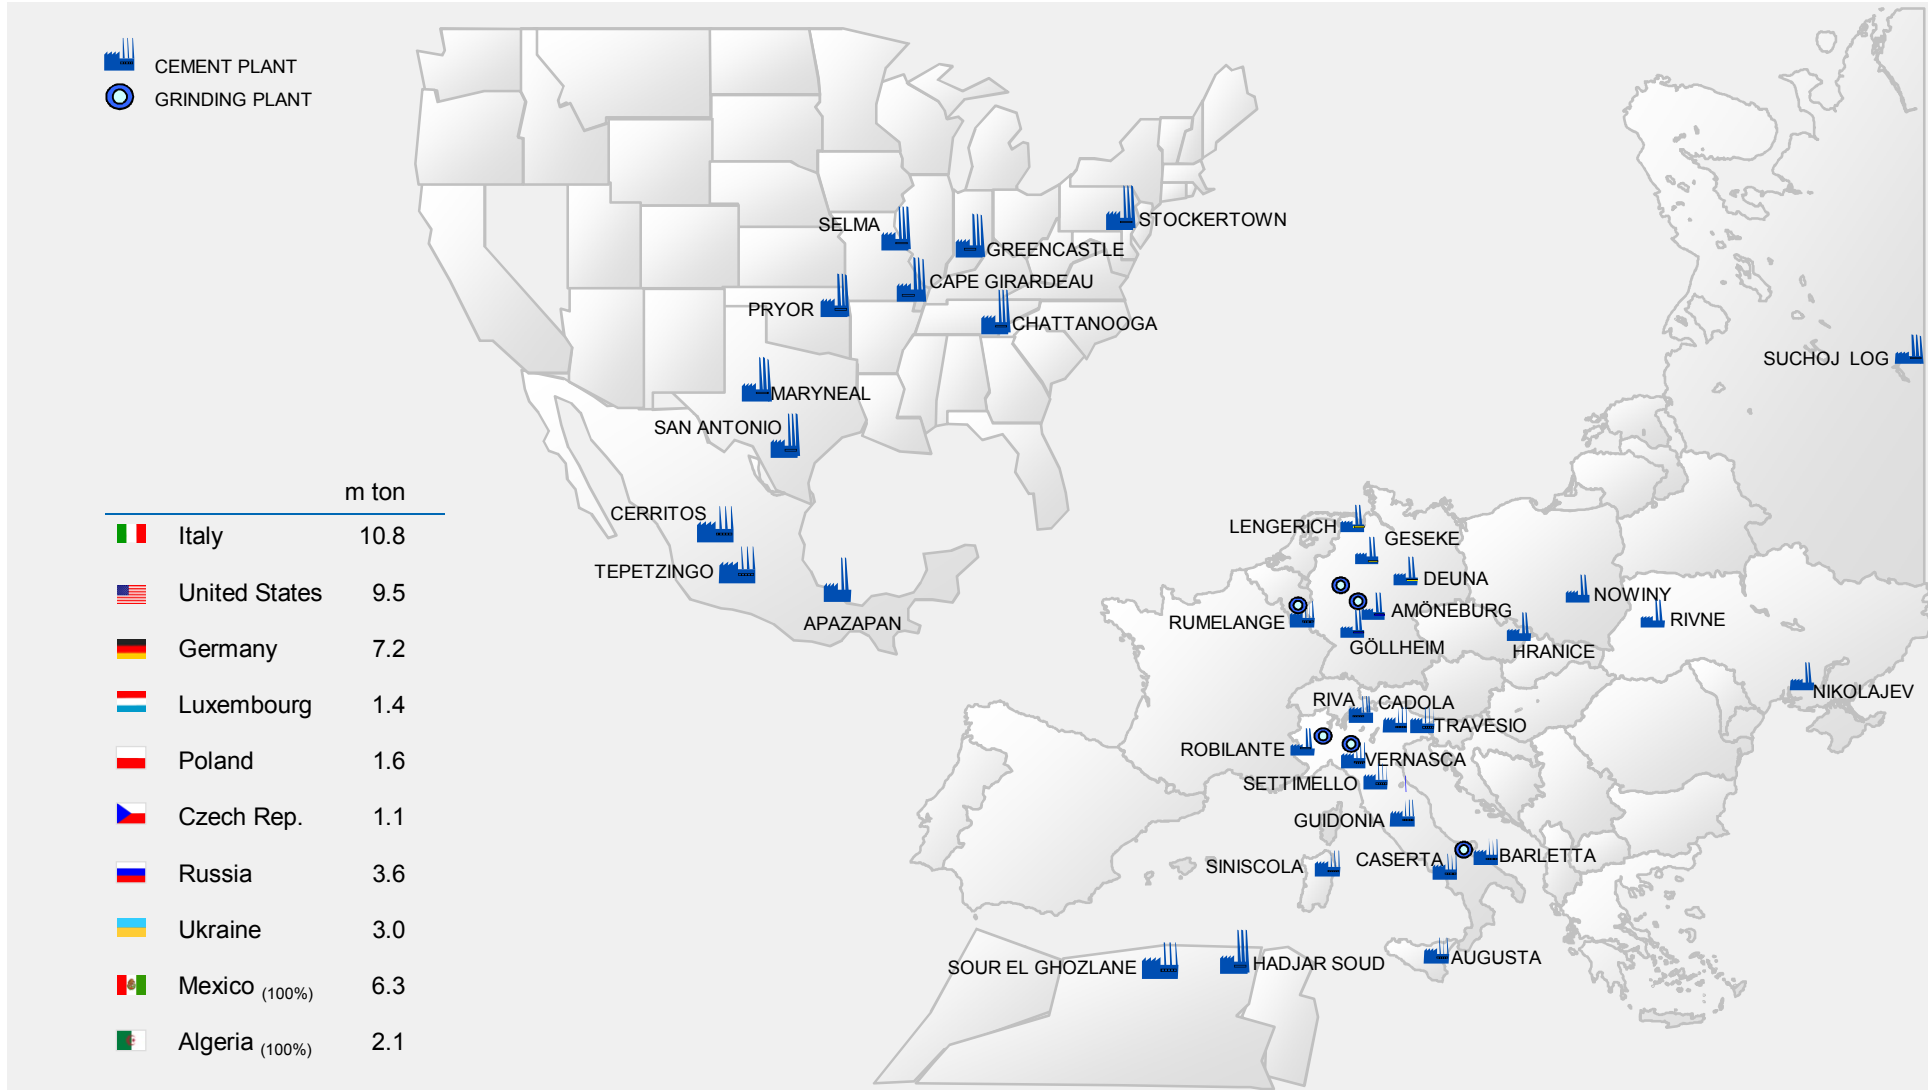 CEMENT PLANT
GRINDING PLANT
SELMA
STOCKERTOWN
GREENCASTLE
CAPE GIRARDEAU
PRYOR
CHATTANOOGA
SUCHOJ LOG
MARYNEAL
SAN ANTONIO
CERRITOS
TEPETZINGO
APAZAPAN
LENGERICH
GESEKE
DEUNA
NOWINY
AMÖNEBURG
RUMELANGE
RIVNE
GÖLLHEIM
HRANICE
NIKOLAJEV
RIVA
CADOLA
TRAVESIO
ROBILANTE
VERNASCA
SETTIMELLO
GUIDONIA
CASERTA
BARLETTA
SINISCOLA
SOUR EL GHOZLANE
HADJAR SOUD
AUGUSTA
m ton
Italy 10.8
United States 9.5
Germany 7.2
Luxembourg 1.4
Poland 1.6
Czech Rep. 1.1
Russia 3.6
Ukraine 3.0
Mexico (100%) 6.3
Algeria (100%) 2.1